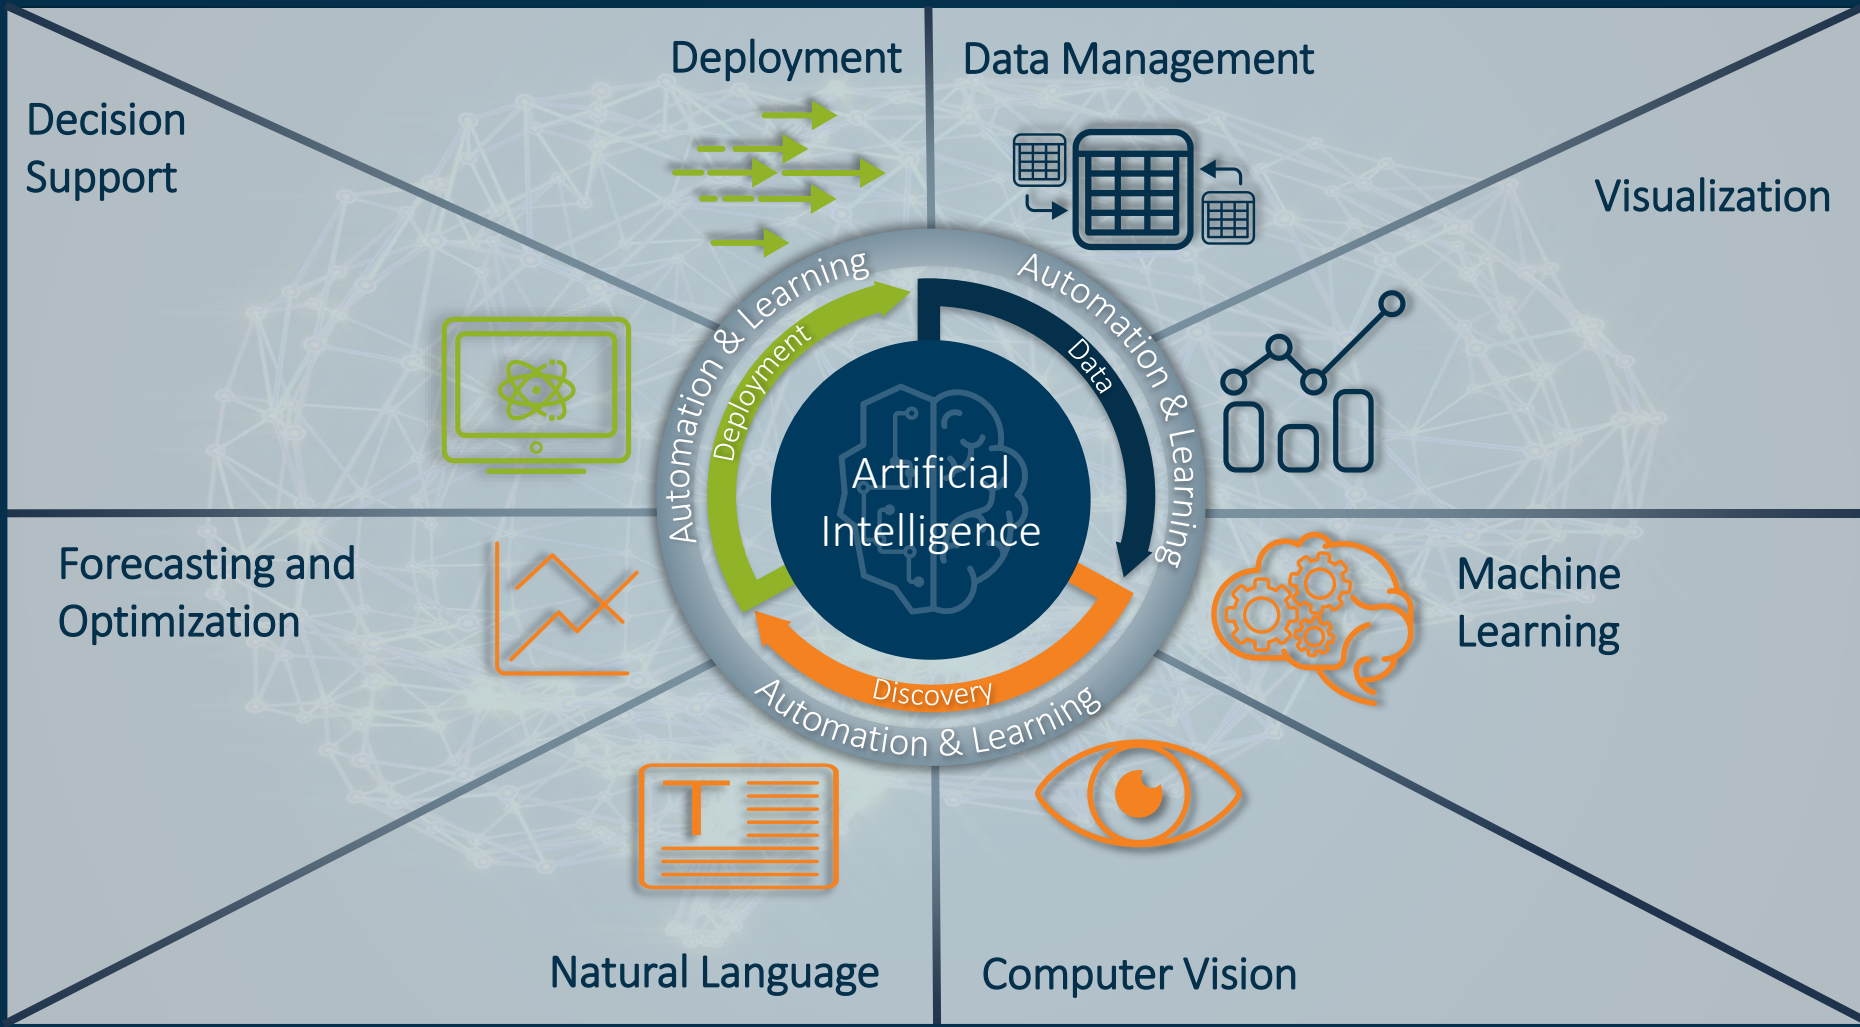 Deployment
Data Management
Decision
Support
Visualization
Automation & Learning
Automation & Learning
Deployment
Data
Artificial
Intelligence
Forecasting and
Optimization
Machine
Learning
Discovery
Automation & Learning
T
Natural Language
Computer Vision